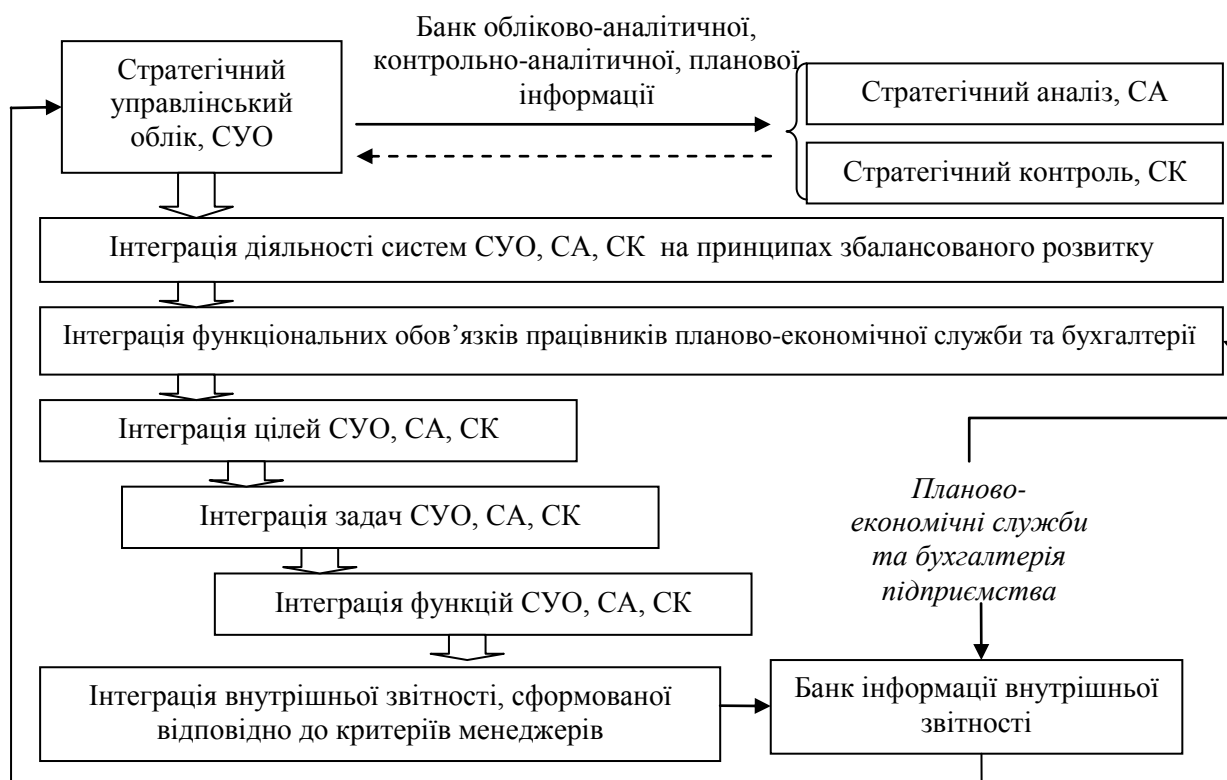 Банк обліково-аналітичної,
контрольно-аналітичної, планової
інформації
Стратегічний
управлінський
облік, СУО
Стратегічний аналіз, СА
Стратегічний контроль, СК
Інтеграція діяльності систем СУО, СА, СК на принципах збалансованого розвитку
Інтеграція функціональних обов’язків працівників планово-економічної служби та бухгалтерії
Інтеграція цілей СУО, СА, СК
Інтеграція задач СУО, СА, СК
Інтеграція функцій СУО, СА, СК
Планово-
економічні служби
та бухгалтерія
підприємства
Інтеграція внутрішньої звітності, сформованої
відповідно до критеріїв менеджерів
Банк інформації внутрішньої
звітності